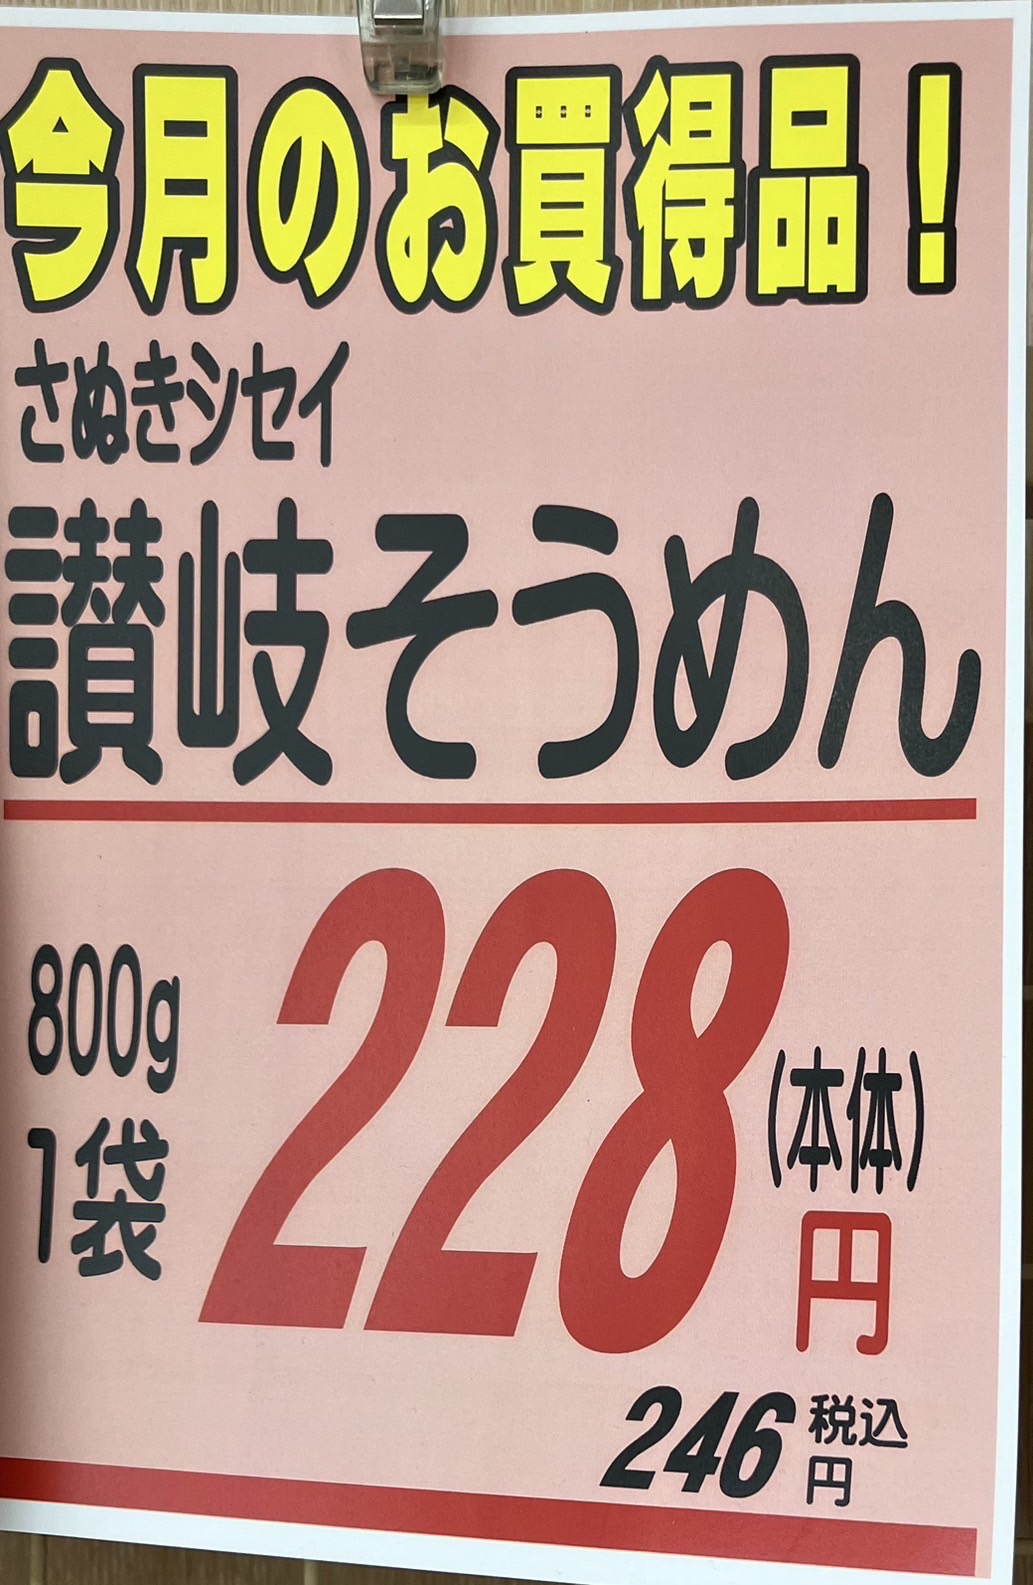 今月のお買得品！
さぬきシセイ
讃岐そうめん
800g
1袋
228
(本体)
円
246 税込
円